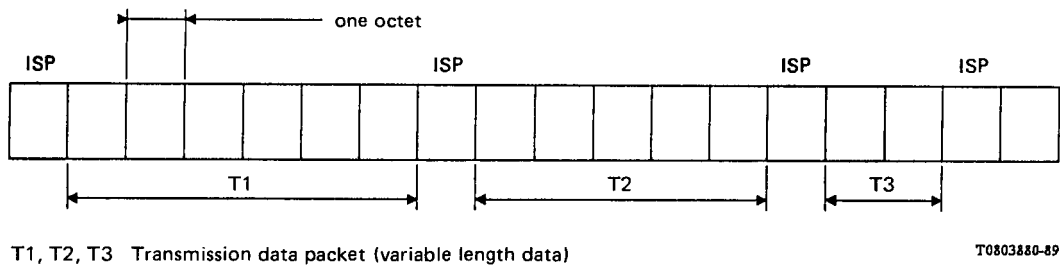 one octet
ISP ISP ISP ISP
T1 T2 T3
T1, T2, T3 Transmission data packet (variable length data)
T0803880-89